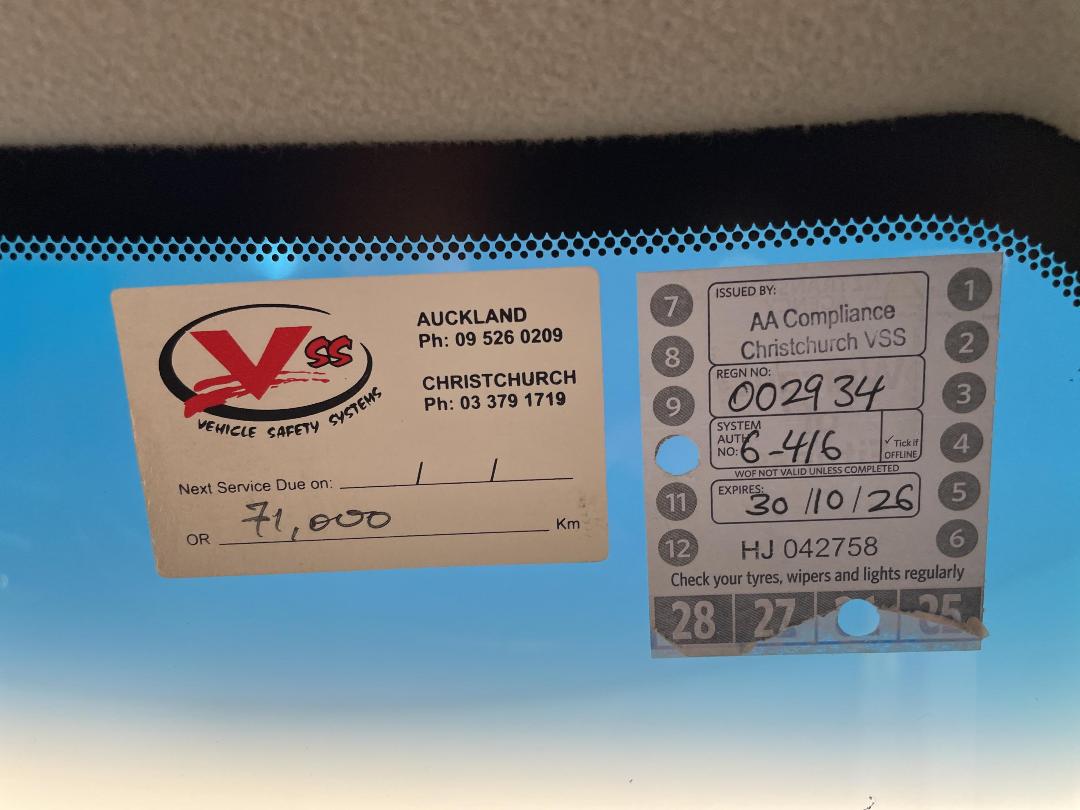 Vss
VEHICLE SAFETY SYSTEMS
AUCKLAND
Ph: 09 526 0209
CHRISTCHURCH
Ph: 03 379 1719
Next Service Due on: / /
OR 71,000 Km
7
8
9
11
12
ISSUED BY:
AA Compliance
Christchurch VSS
REGN NO:
002934
SYSTEM
AUTH
NO: 6-416
✓Tick if
OFFLINE
WOF NOT VALID UNLESS COMPLETED
EXPIRES:
30/10/26
HJ 042758
Check your tyres, wipers and lights regularly
1
2
3
4
5
6
28 27 25